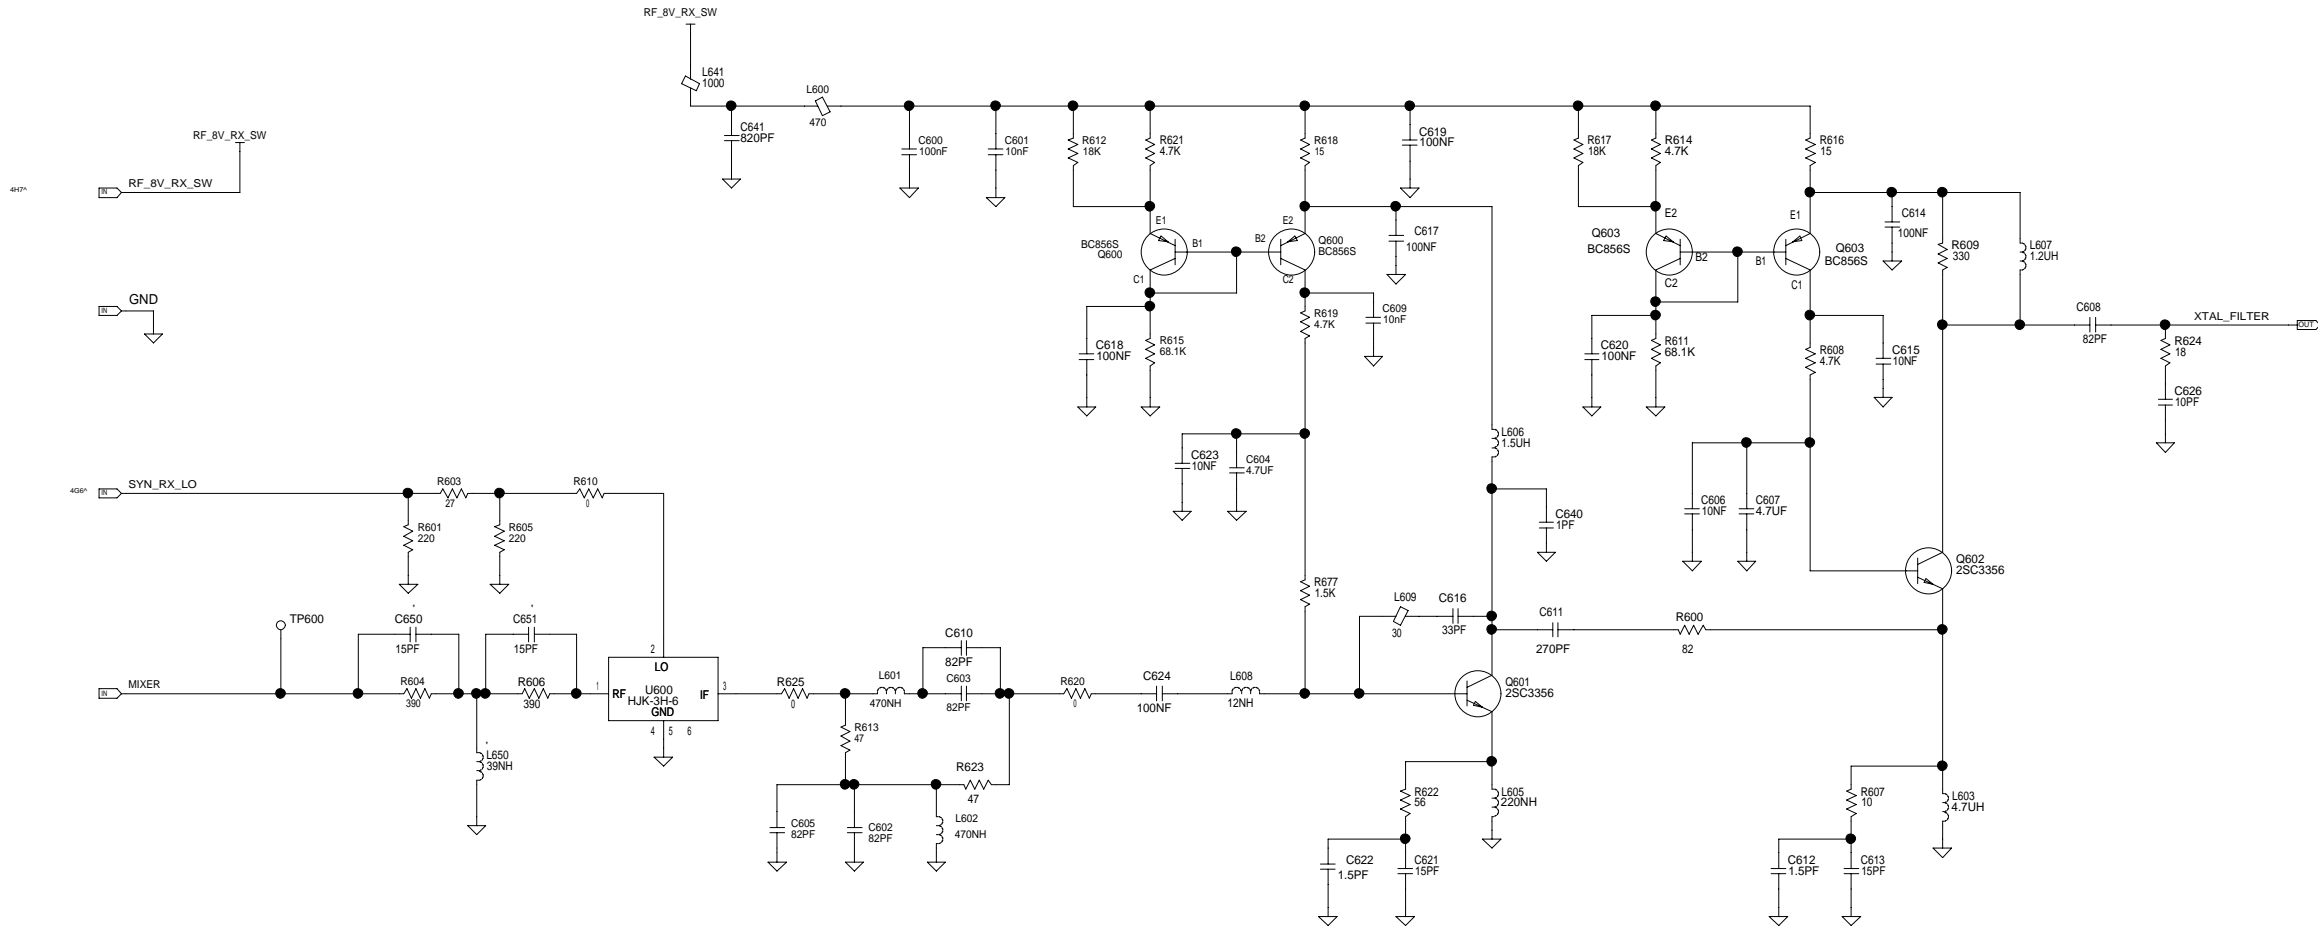 RF_8V_RX_SW
L641
1000
L600
470
C641
820PF
C600
100nF
C601
10nF
R612
18K
R621
4.7K
R618
15
C619
100NF
R617
18K
R614
4.7K
R616
15
RF_8V_RX_SW
4H7^
IN
RF_8V_RX_SW
E1
BC856S
Q600
B1
C1
E2
B2
Q600
BC856S
C2
C617
100NF
E2
Q603
BC856S
B2
C2
E1
B1
Q603
BC856S
C1
C614
100NF
R609
330
L607
1.2UH
IN
GND
C618
100NF
R615
68.1K
R619
4.7K
C609
10nF
C620
100NF
R611
68.1K
R608
4.7K
C615
10NF
C608
82PF
XTAL_FILTER
OUT
R624
18
C626
10PF
C623
10NF
C604
4.7UF
L606
1.5UH
C640
1PF
C606
10NF
C607
4.7UF
4G6^
IN
SYN_RX_LO
R603
27
R610
0
R601
220
R605
220
Q602
2SC3356
R677
1.5K
L609
30
C616
33PF
C611
270PF
R600
82
TP600
*
C650
15PF
*
C651
15PF
IN
MIXER
R604
390
R606
390
1
2
LO
RF
U600
HJK-3H-6
GND
IF
3
4
5
6
*
L650
39NH
R625
0
L601
470NH
C610
82PF
C603
82PF
R620
0
C624
100NF
L608
12NH
Q601
2SC3356
R613
47
R623
47
C605
82PF
C602
82PF
L602
470NH
R622
56
L605
220NH
C622
1.5PF
C621
15PF
R607
10
L603
4.7UH
C612
1.5PF
C613
15PF